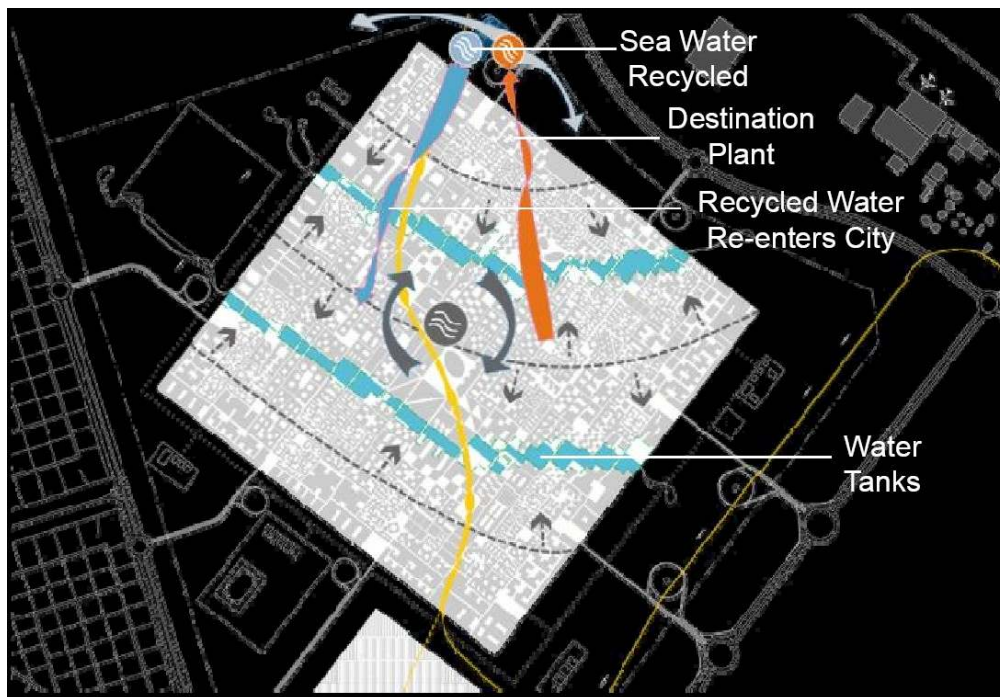 Sea Water
Recycled
Destination
Plant
Recycled Water
Re-enters City
Water
Tanks